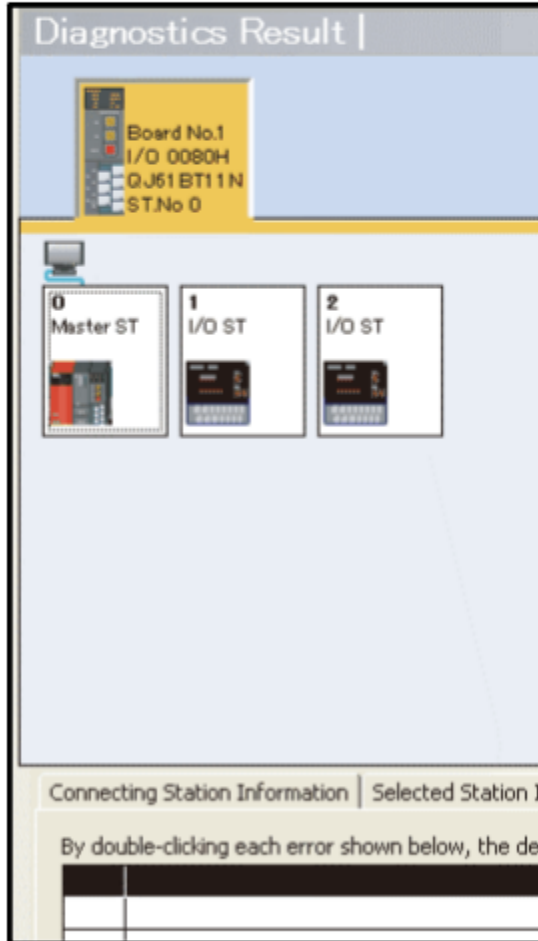 Diagnostics Result
Board No.1
I/O 0080H
QJ61BT11N
ST.No 0
0
Master ST
1
I/O ST
2
I/O ST
Connecting Station Information
Selected Station
By double-clicking each error shown below, the de